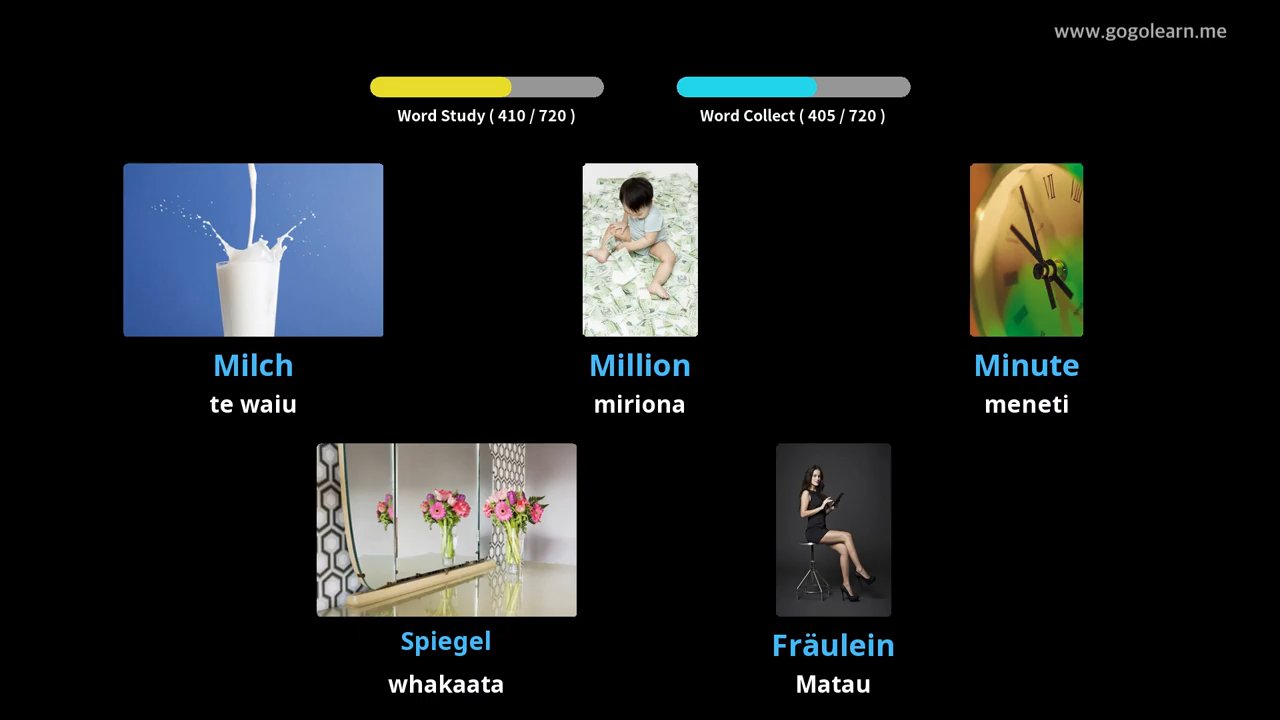 www.gogolearn.me
Word Study ( 410 / 720 )
Word Collect ( 405 / 720 )
Milch
te waiu
Million
miriona
Minute
meneti
Spiegel
whakaata
Fräulein
Matau